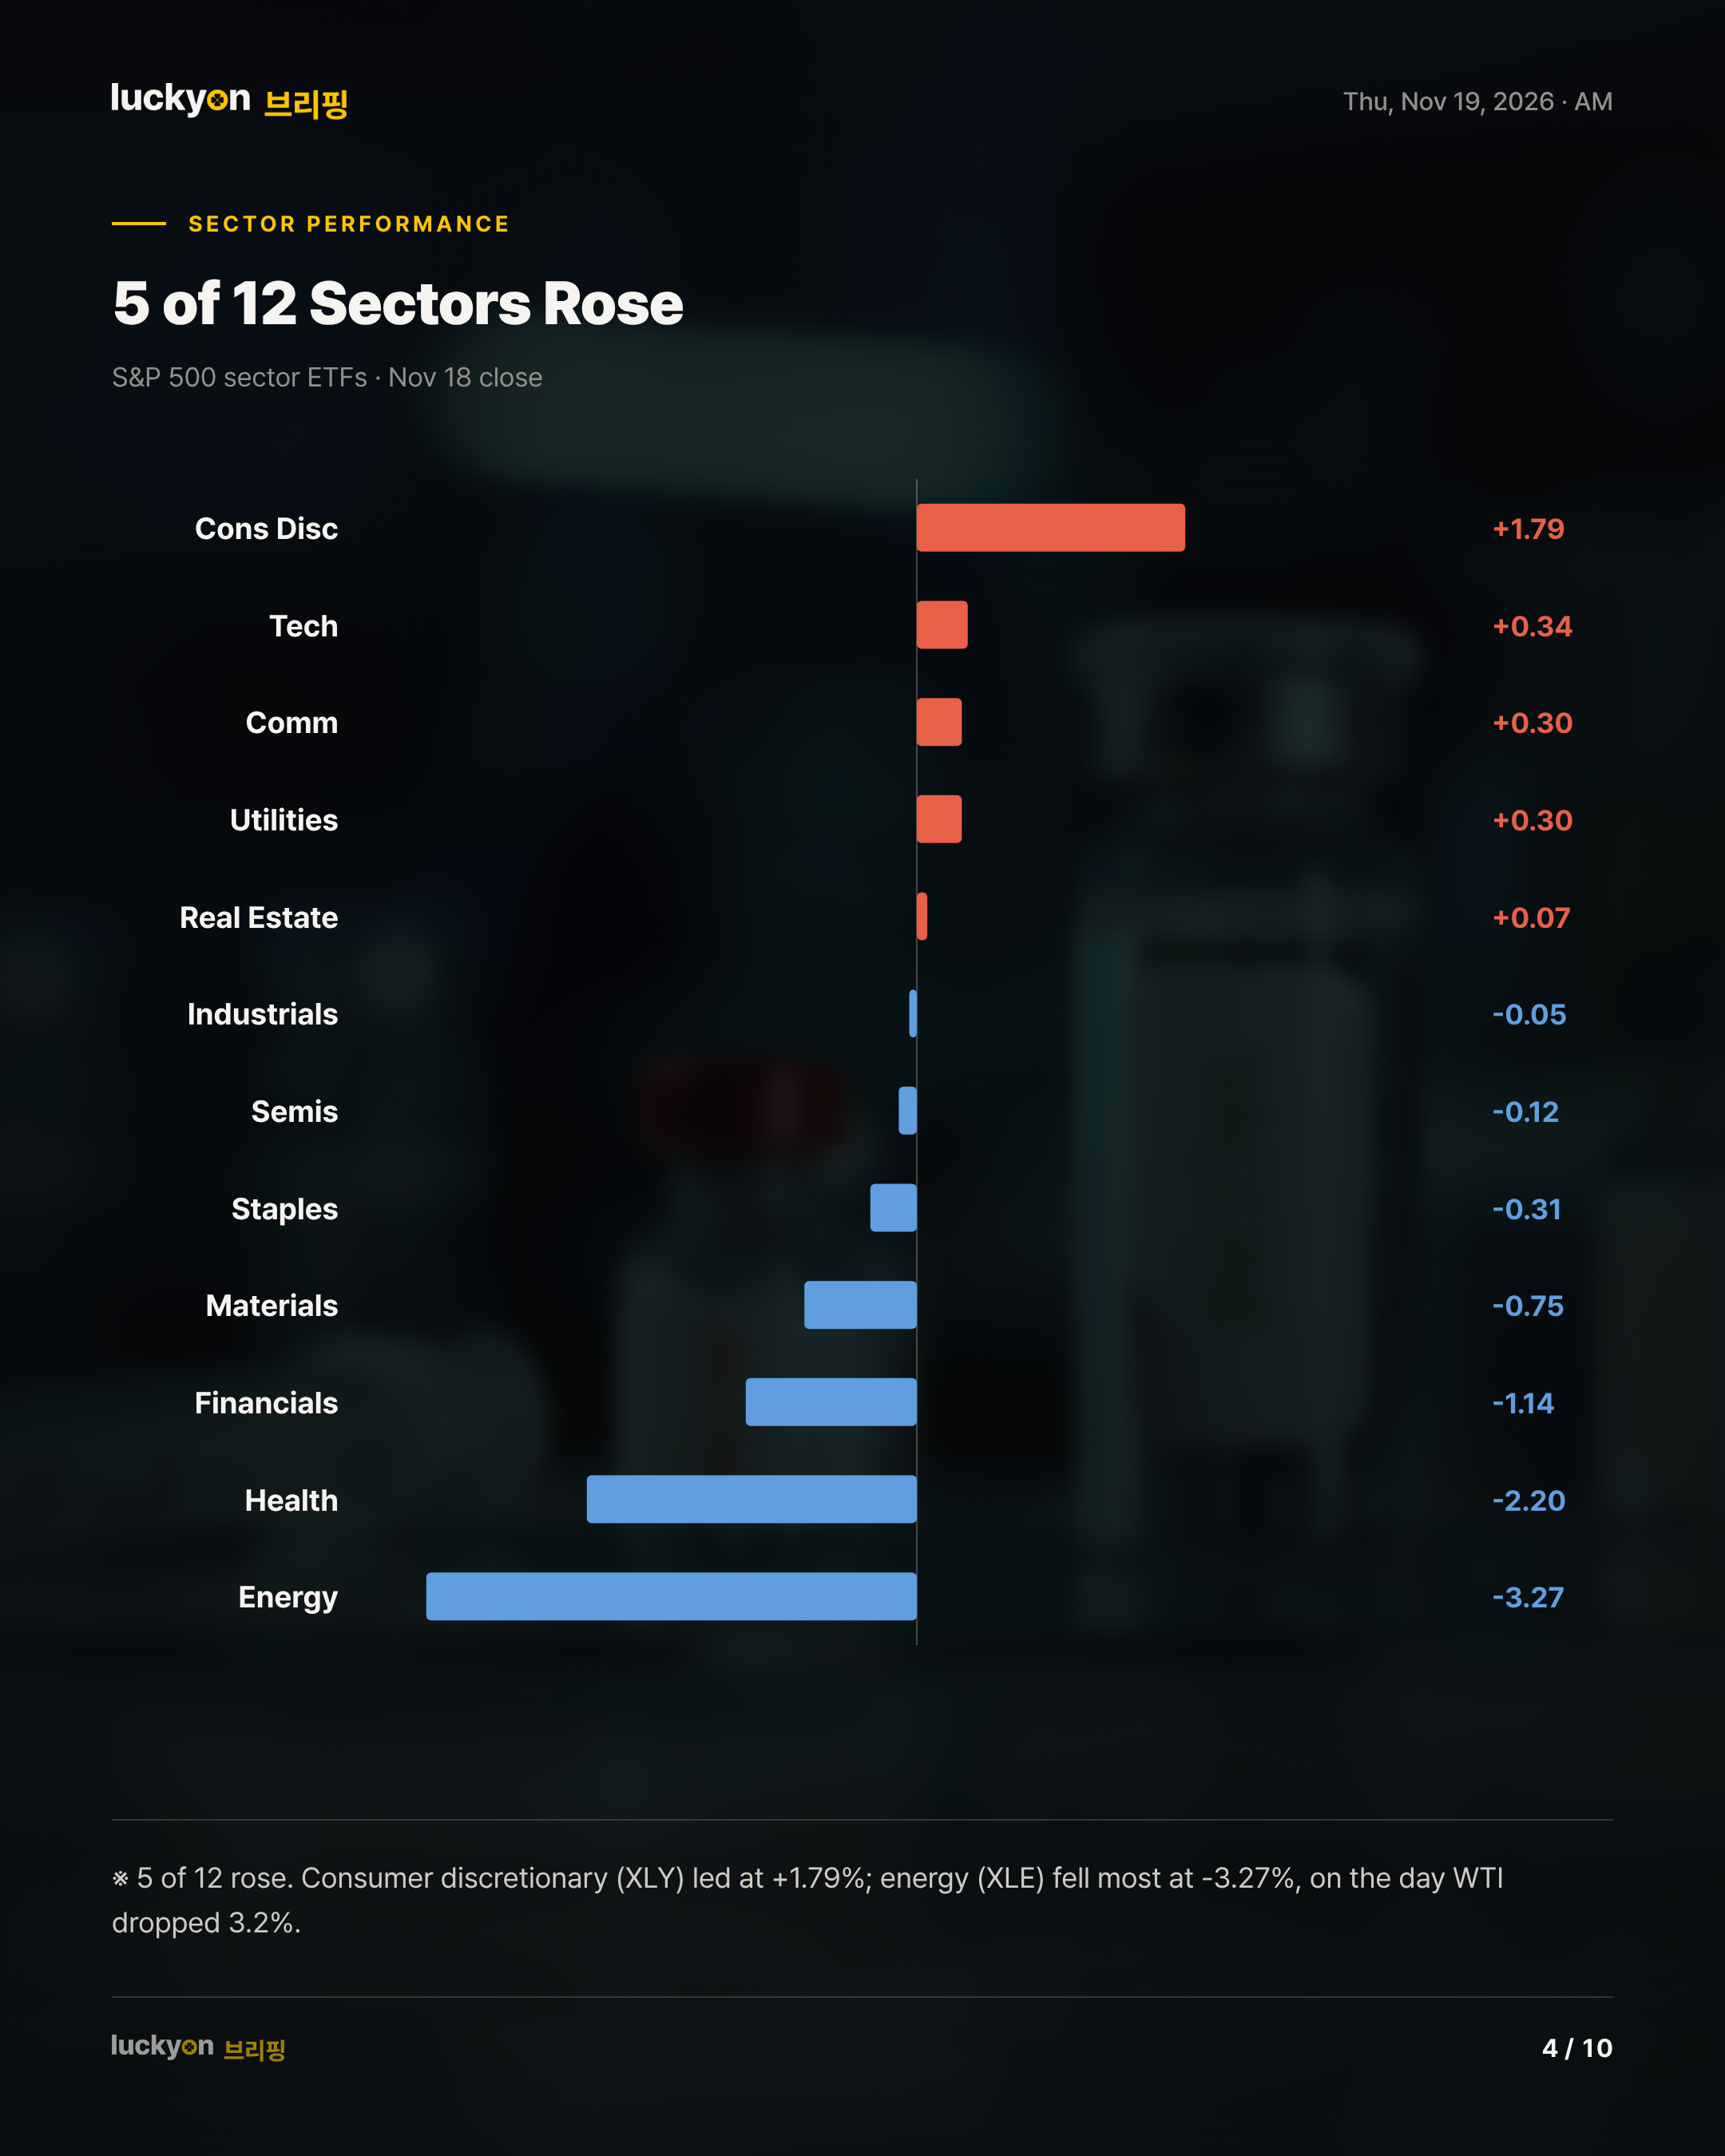 luckyon 브리핑
Thu, Nov 19, 2026 · AM
SECTOR PERFORMANCE
5 of 12 Sectors Rose
S&P 500 sector ETFs · Nov 18 close
Cons Disc +1.79
Tech +0.34
Comm +0.30
Utilities +0.30
Real Estate +0.07
Industrials -0.05
Semis -0.12
Staples -0.31
Materials -0.75
Financials -1.14
Health -2.20
Energy -3.27
※ 5 of 12 rose. Consumer discretionary (XLY) led at +1.79%; energy (XLE) fell most at -3.27%, on the day WTI
dropped 3.2%.
luckyon 브리핑
4 / 10